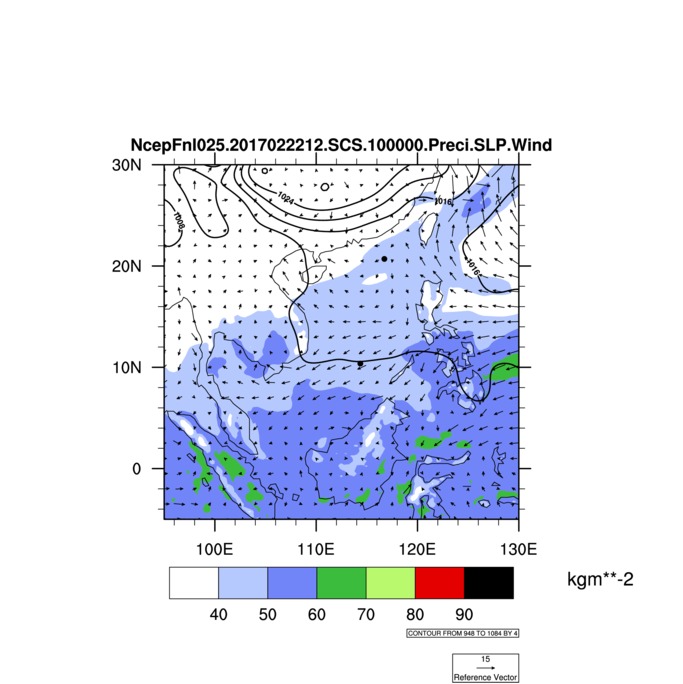 NcepFnl025.2017022212.SCS.100000.Preci.SLP.Wind
30N
20N
10N
0
1024
1008
1016
1016
100E 110E 120E 130E
kgm**-2
40 50 60 70 80 90
CONTOUR FROM 948 TO 1084 BY 4
15
Reference Vector